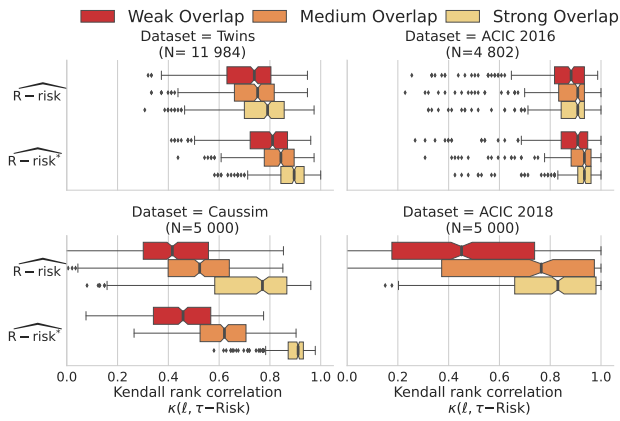 Weak Overlap Medium Overlap Strong Overlap
Dataset = Twins
(N= 11 984)
Dataset = ACIC 2016
(N=4 802)
R−risk
R−risk*
Dataset = Caussim
(N=5 000)
Dataset = ACIC 2018
(N=5 000)
R−risk
R−risk*
0.0 0.2 0.4 0.6 0.8 1.0
0.0 0.2 0.4 0.6 0.8 1.0
Kendall rank correlation
κ(ℓ, τ−Risk)
Kendall rank correlation
κ(ℓ, τ−Risk)